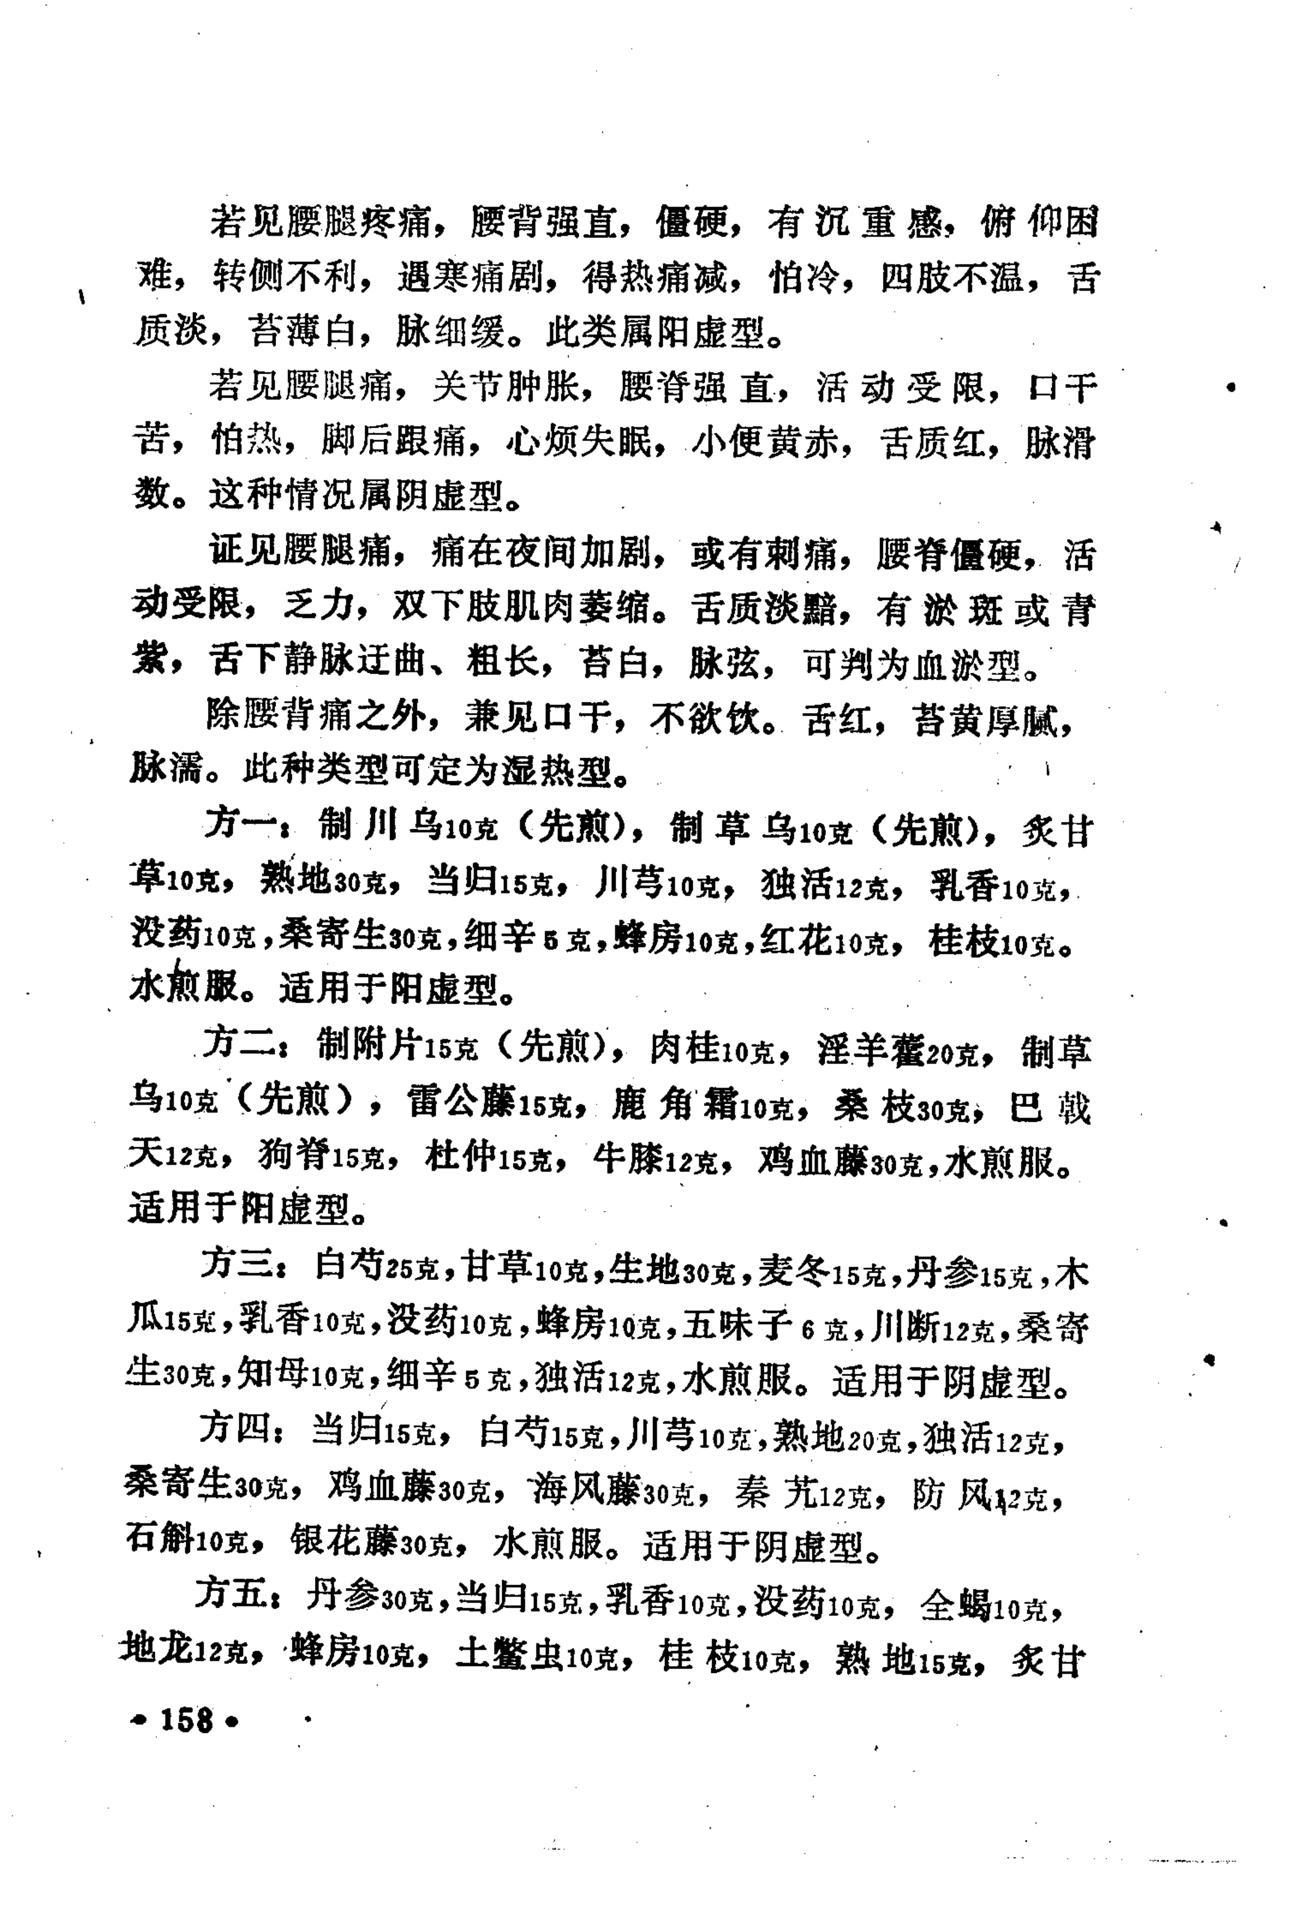 若见腰腿疼痛，腰背强直，僵硬，有沉重感，俯仰困
难，转侧不利，遇寒痛剧，得热痛减，怕冷，四肢不温，舌
质淡，苔薄白，脉细缓。此类属阳虚型。
若见腰腿痛，关节肿胀，腰脊强直，活动受限，口干
苦，怕热，脚后跟痛，心烦失眠，小便黄赤，舌质红，脉滑
数。这种情况属阴虚型。
证见腰腿痛，痛在夜间加剧，或有刺痛，腰脊僵硬，活
动受限，乏力，双下肢肌肉萎缩。舌质淡黯，有淤斑或青
紫，舌下静脉迂曲、粗长，苔白，脉弦，可判为血淤型。
除腰背痛之外，兼见口干，不欲饮。舌红，苔黄厚腻，
脉濡。此种类型可定为湿热型。
方一：制川乌10克（先煎），制草乌10克（先煎），炙甘
草10克，熟地30克，当归15克，川芎10克，独活12克，乳香10克，
没药10克，桑寄生30克，细辛5克，蜂房10克，红花10克，桂枝10克。
水煎服。适用于阳虚型。
方二：制附片15克（先煎），肉桂10克，淫羊藿20克，制草
乌10克（先煎），雷公藤15克，鹿角霜10克，桑枝30克，巴戟
天12克，狗脊15克，杜仲15克，牛膝12克，鸡血藤30克，水煎服。
适用于阳虚型。
方三：白芍25克，甘草10克，生地30克，麦冬15克，丹参15克，木
瓜15克，乳香10克，没药10克，蜂房10克，五味子6克，川断12克，桑寄
生30克，知母10克，细辛5克，独活12克，水煎服。适用于阴虚型。
方四：当归15克，白芍15克，川芎10克，熟地20克，独活12克，
桑寄生30克，鸡血藤30克，海风藤30克，秦艽12克，防风12克，
石斛10克，银花藤30克，水煎服。适用于阴虚型。
方五：丹参30克，当归15克，乳香10克，没药10克，全蝎10克，
地龙12克，蜂房10克，土鳖虫10克，桂枝10克，熟地15克，炙甘
•158•